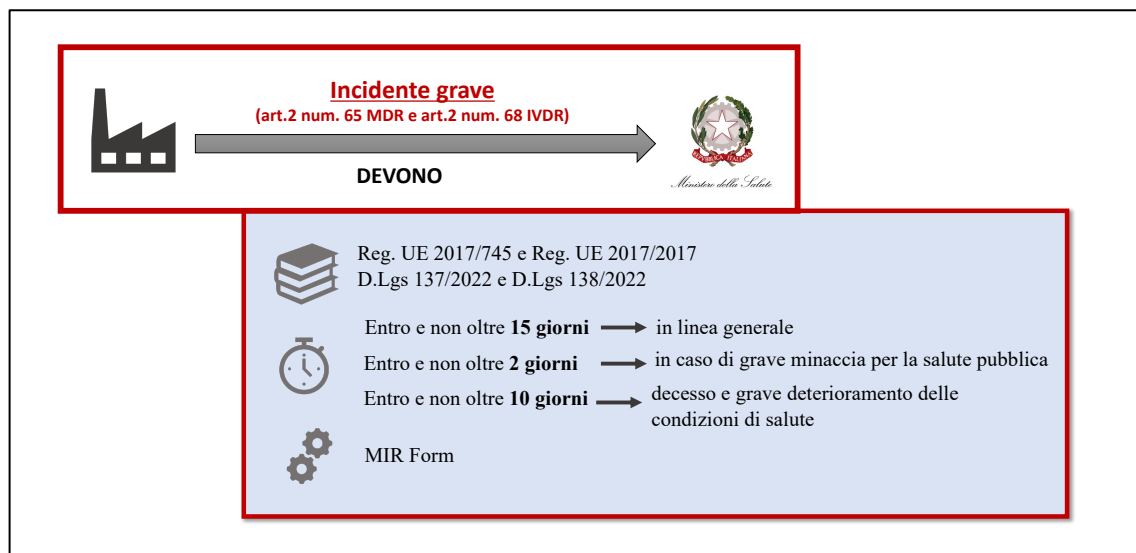 Incidente grave
(art.2 num. 65 MDR e art.2 num. 68 IVDR)
DEVONO
REPVBBLICA ITALIANA
Ministero della Salute
Reg. UE 2017/745 e Reg. UE 2017/2017
D.Lgs 137/2022 e D.Lgs 138/2022
Entro e non oltre 15 giorni
in linea generale
Entro e non oltre 2 giorni
in caso di grave minaccia per la salute pubblica
Entro e non oltre 10 giorni
decesso e grave deterioramento delle
condizioni di salute
MIR Form